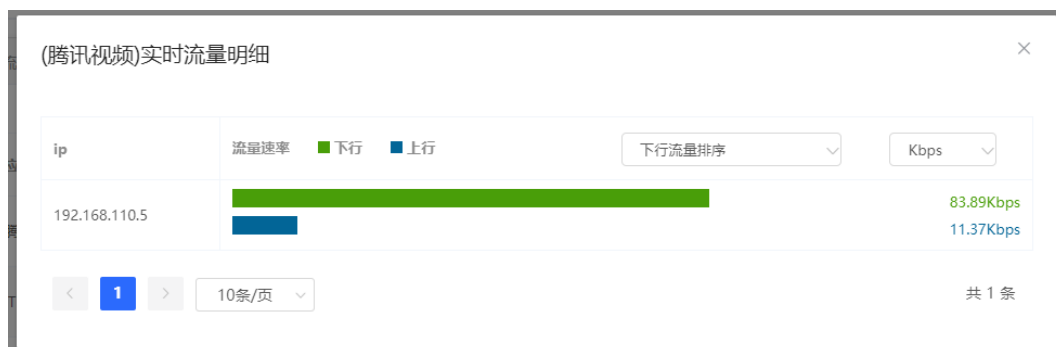 (腾讯视频)实时流量明细
ip
流量速率 下行 上行
下行流量排序
Kbps
192.168.110.5
83.89Kbps
11.37Kbps
1
10条/页
共 1 条